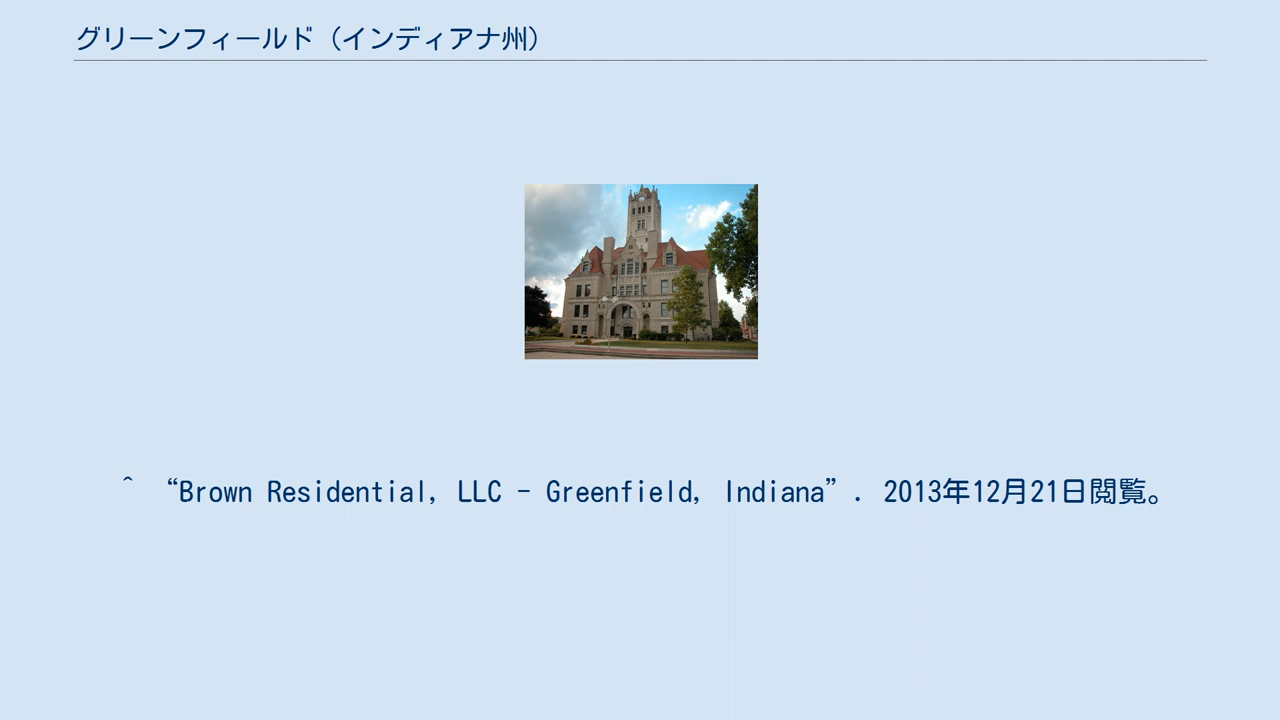 グリーンフィールド（インディアナ州）
^ “Brown Residential, LLC - Greenfield, Indiana”. 2013年12月21日閲覧。